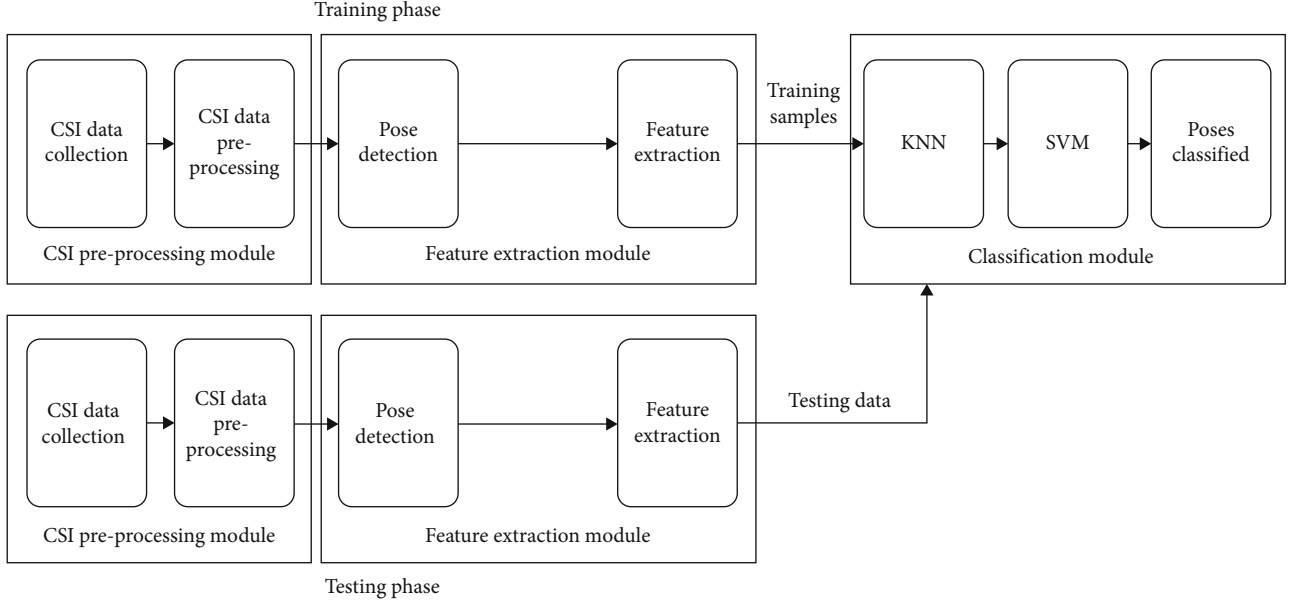 Training phase
CSI data
collection
CSI data
pre-
processing
CSI pre-processing module
Pose
detection
Feature
extraction
Feature extraction module
Training
samples
KNN
SVM
Poses
classified
Classification module
CSI data
collection
CSI data
pre-
processing
CSI pre-processing module
Pose
detection
Feature
extraction
Feature extraction module
Testing data
Testing phase